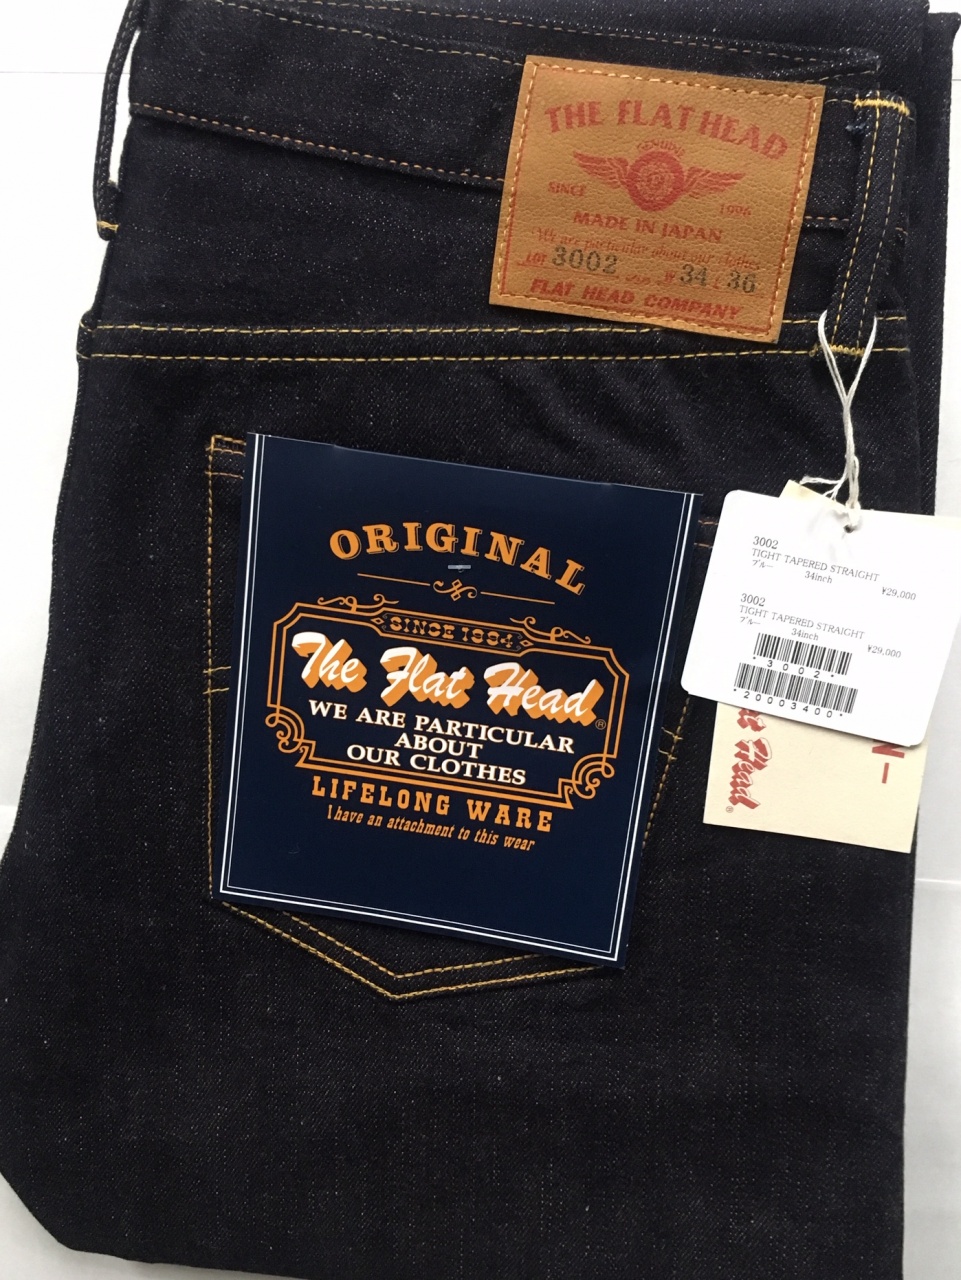 THE FLAT HEAD
GENUINE
SINCE 1996
MADE IN JAPAN
We are particular about our clothes
LOT 3002 W 34 L 36
FLAT HEAD COMPANY
ORIGINAL
SINCE 1994
The Flat Head®
WE ARE PARTICULAR
ABOUT
OUR CLOTHES
LIFELONG WARE
I have an attachment to this wear
3002
TIGHT TAPERED STRAIGHT
ブルー 34inch
¥29,000
3002
TIGHT TAPERED STRAIGHT
ブルー 34inch
¥29,000
*3002*
*20003400*
N-
Head®